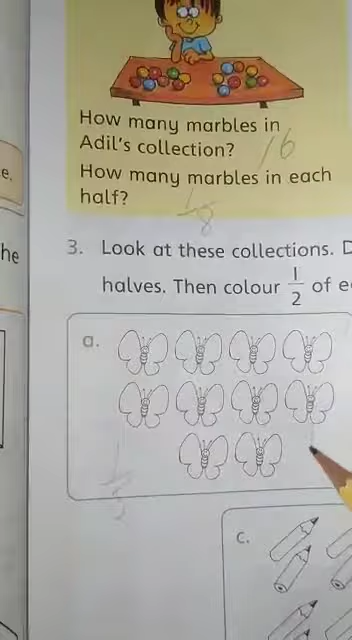 How many marbles in
Adil's collection? 16
How many marbles in each
half?
8
e.
he
3. Look at these collections. D
halves. Then colour 1/2 of e
a.
c.